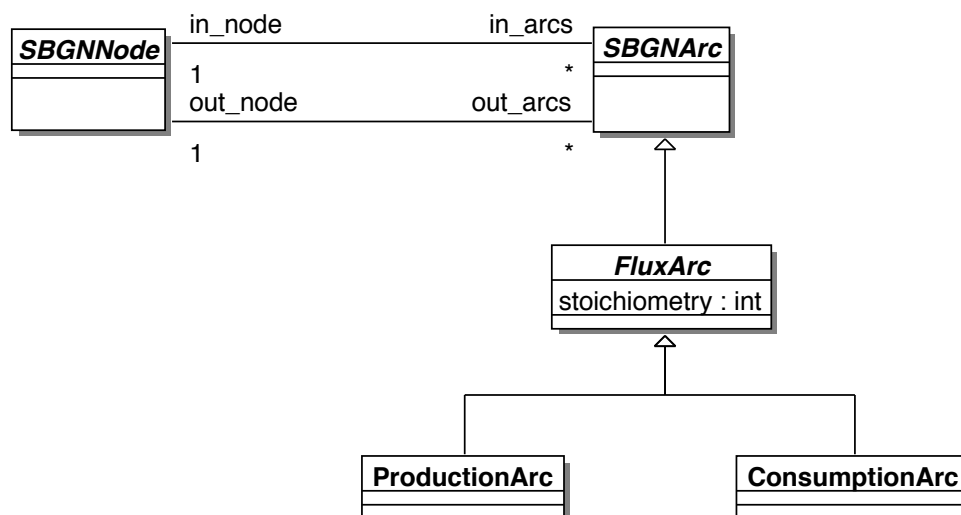 in_node in_arcs
SBGNNode SBGNArc
1 *
out_node out_arcs
1 *
FluxArc
stoichiometry : int
ProductionArc ConsumptionArc